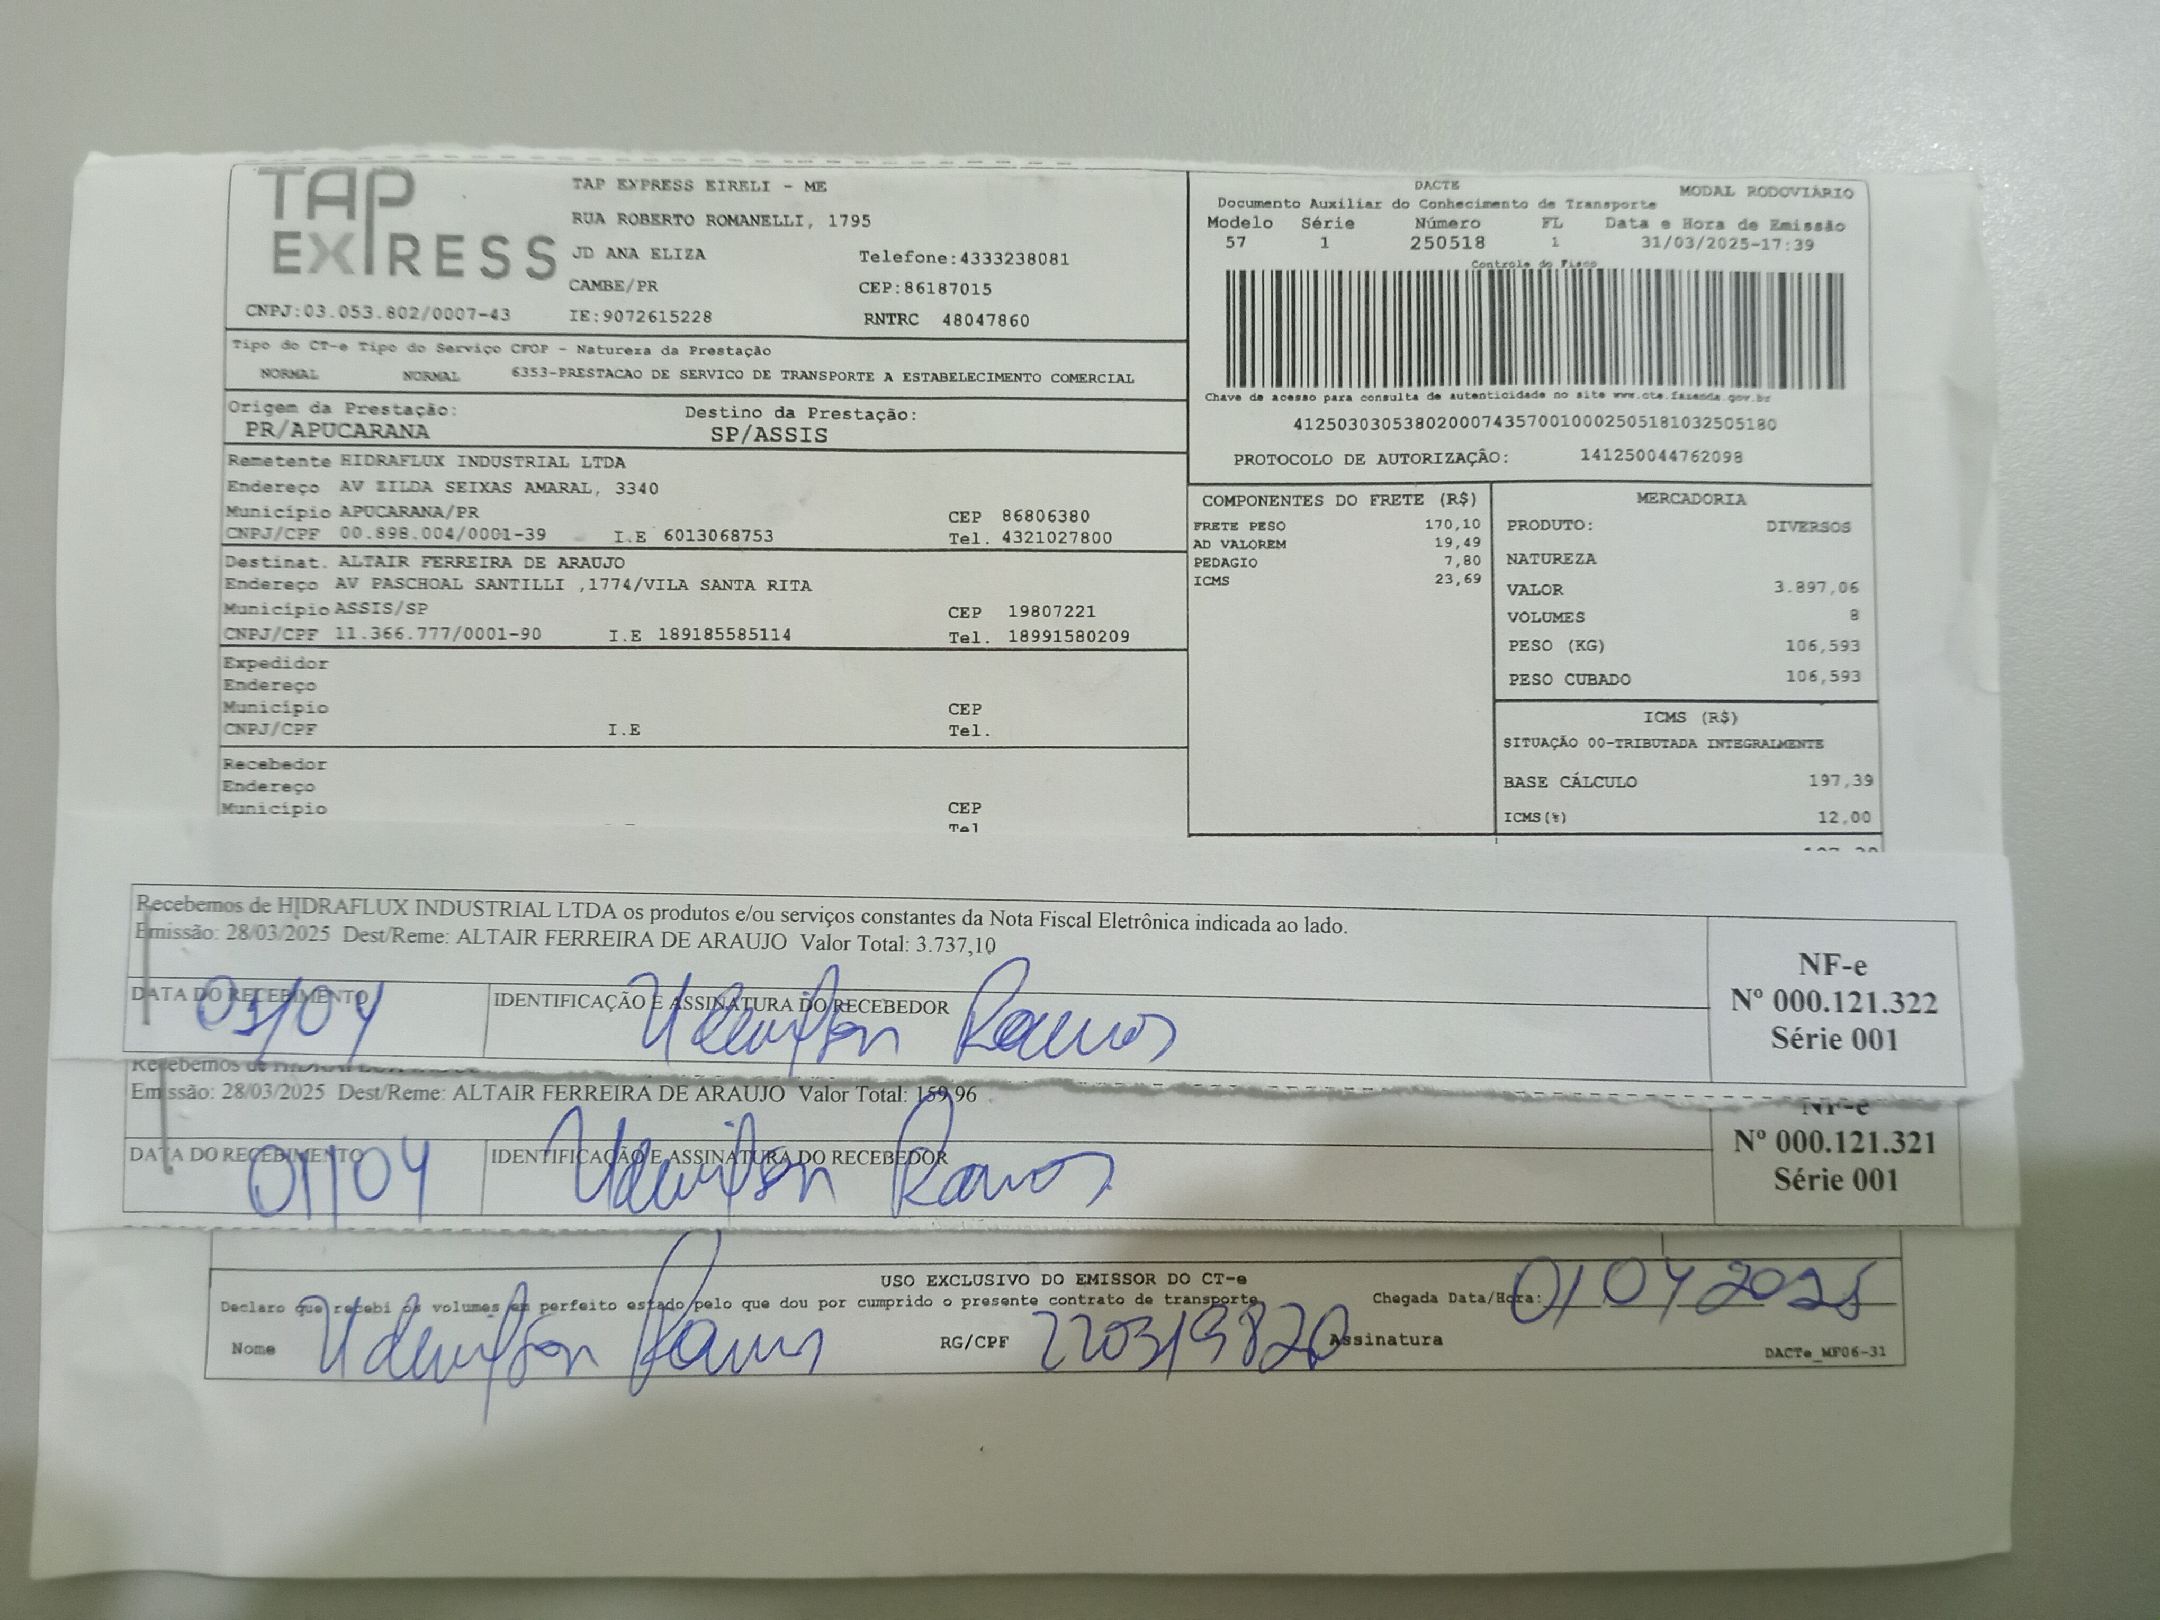 TAP EXPRESS
TAP EXPRESS EIRELI - ME
RUA ROBERTO ROMANELLI, 1795
JD ANA ELIZA Telefone:4333238081
CAMBE/PR CEP:86187015
CNPJ:03.053.802/0007-43 IE:9072615228 RNTRC 48047860
Tipo do CT-e Tipo do Serviço CFOP - Natureza da Prestação
NORMAL NORMAL 6353-PRESTACAO DE SERVICO DE TRANSPORTE A ESTABELECIMENTO COMERCIAL
Origem da Prestação: Destino da Prestação:
PR/APUCARANA SP/ASSIS
Remetente HIDRAFLUX INDUSTRIAL LTDA
Endereço AV ZILDA SEIXAS AMARAL, 3340
Município APUCARANA/PR CEP 86806380
CNPJ/CPF 00.898.004/0001-39 I.E 6013068753 Tel. 4321027800
Destinat. ALTAIR FERREIRA DE ARAUJO
Endereço AV PASCHOAL SANTILLI ,1774/VILA SANTA RITA
Município ASSIS/SP CEP 19807221
CNPJ/CPF 11.366.777/0001-90 I.E 189185585114 Tel. 18991580209
Expedidor
Endereço
Município CEP
CNPJ/CPF I.E Tel.
Recebedor
Endereço
Município CEP
Tel
DACTE MODAL RODOVIÁRIO
Documento Auxiliar do Conhecimento de Transporte
Modelo Série Número FL Data e Hora de Emissão
57 1 250518 1 31/03/2025-17:39
Controle do Fisco
Chave de acesso para consulta de autenticidade no site www.cte.fazenda.gov.br
41250303053802000743570010002505181032505180
PROTOCOLO DE AUTORIZAÇÃO: 141250044762098
COMPONENTES DO FRETE (R$)
FRETE PESO 170,10
AD VALOREM 19,49
PEDAGIO 7,80
ICMS 23,69
MERCADORIA
PRODUTO: DIVERSOS
NATUREZA
VALOR 3.897,06
VOLUMES 8
PESO (KG) 106,593
PESO CUBADO 106,593
ICMS (R$)
SITUAÇÃO 00-TRIBUTADA INTEGRALMENTE
BASE CÁLCULO 197,39
ICMS(%) 12,00
Recebemos de HIDRAFLUX INDUSTRIAL LTDA os produtos e/ou serviços constantes da Nota Fiscal Eletrônica indicada ao lado.
Emissão: 28/03/2025 Dest/Reme: ALTAIR FERREIRA DE ARAUJO Valor Total: 3.737,10
DATA DO RECEBIMENTO IDENTIFICAÇÃO E ASSINATURA DO RECEBEDOR
01/04 Ramos
NF-e
Nº 000.121.322
Série 001
Recebemos de
Emissão: 28/03/2025 Dest/Reme: ALTAIR FERREIRA DE ARAUJO Valor Total: 159,96
DATA DO RECEBIMENTO IDENTIFICAÇÃO E ASSINATURA DO RECEBEDOR
01/04 Ramos
NF-e
Nº 000.121.321
Série 001
USO EXCLUSIVO DO EMISSOR DO CT-e
Declaro que recebi os volumes em perfeito estado pelo que dou por cumprido o presente contrato de transporte Chegada Data/Hora: 01 04 2025
Nome Ramos RG/CPF 220319820 Assinatura
DACTe_MF06-31